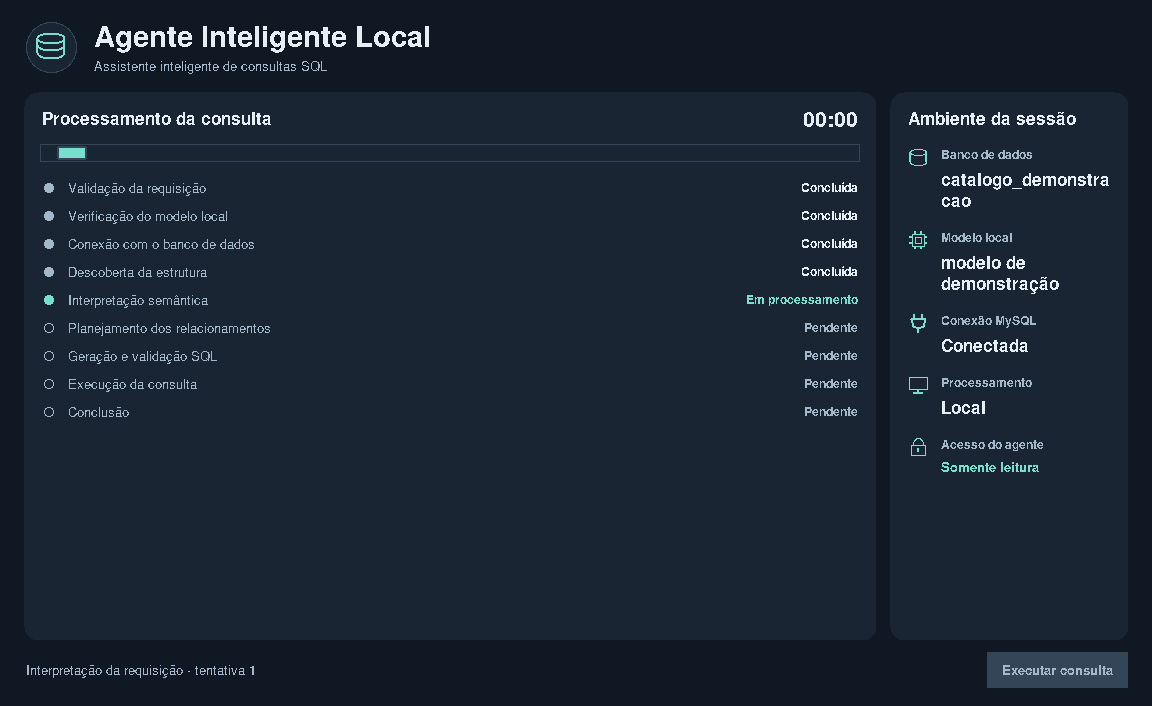 Agente Inteligente Local
Assistente inteligente de consultas SQL
Processamento da consulta
00:00
Validação da requisição
Concluída
Verificação do modelo local
Concluída
Conexão com o banco de dados
Concluída
Descoberta da estrutura
Concluída
Interpretação semântica
Em processamento
Planejamento dos relacionamentos
Pendente
Geração e validação SQL
Pendente
Execução da consulta
Pendente
Conclusão
Pendente
Ambiente da sessão
Banco de dados
catalogo_demonstra
cao
Modelo local
modelo de
demonstração
Conexão MySQL
Conectada
Processamento
Local
Acesso do agente
Somente leitura
Interpretação da requisição - tentativa 1
Executar consulta